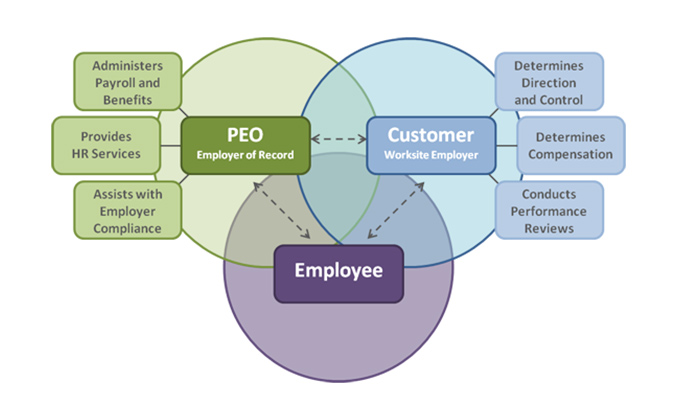 Administers
Payroll and
Benefits
Provides
HR Services
Assists with
Employer
Compliance
PEO
Employer of Record
Customer
Worksite Employer
Determines
Direction
and Control
Determines
Compensation
Conducts
Performance
Reviews
Employee